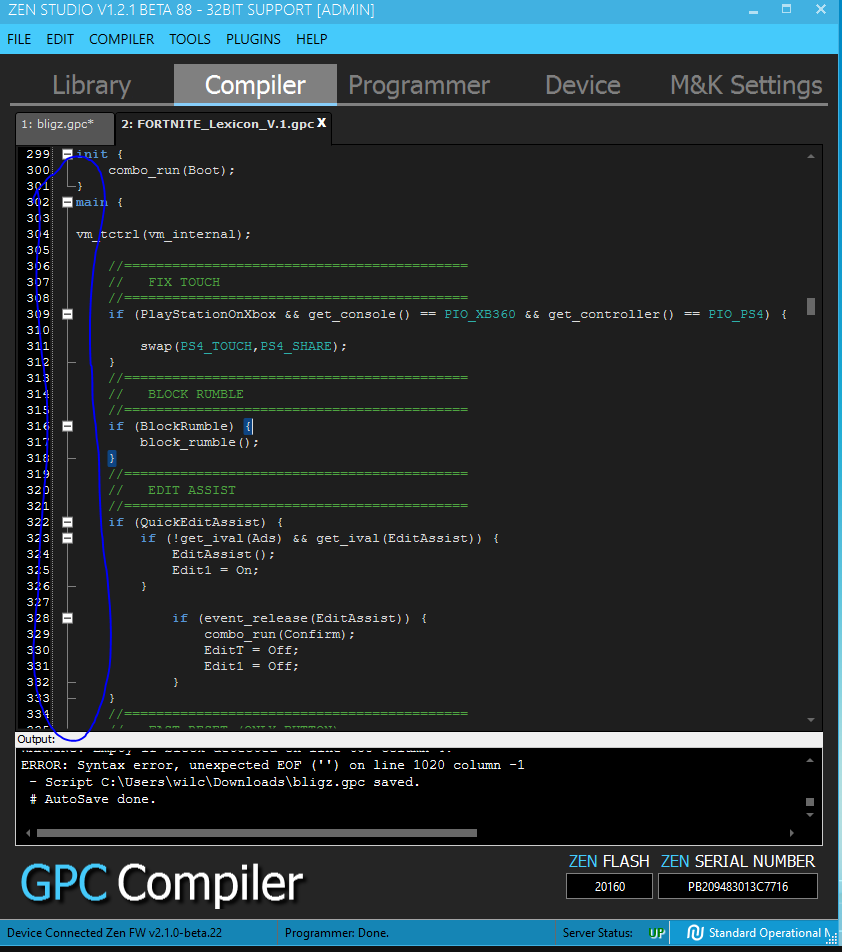 ZEN STUDIO V1.2.1 BETA 88 - 32BIT SUPPORT [ADMIN]
FILE EDIT COMPILER TOOLS PLUGINS HELP
Library Compiler Programmer Device M&K Settings
1: bligz.gpc* 2: FORTNITE_Lexicon_V.1.gpc X
299 init {
300 combo_run(Boot);
301 }
302 main {
303
304 vm_tctrl(vm_internal);
305
306 //===========================================
307 // FIX TOUCH
308 //===========================================
309 if (PlayStationOnXbox && get_console() == PIO_XB360 && get_controller() == PIO_PS4) {
310
311 swap(PS4_TOUCH,PS4_SHARE);
312 }
313 //===========================================
314 // BLOCK RUMBLE
315 //===========================================
316 if (BlockRumble) {
317 block_rumble();
318 }
319 //===========================================
320 // EDIT ASSIST
321 //===========================================
322 if (QuickEditAssist) {
323 if (!get_ival(Ads) && get_ival(EditAssist)) {
324 EditAssist();
325 Edit1 = On;
326 }
327
328 if (event_release(EditAssist)) {
329 combo_run(Confirm);
330 EditT = Off;
331 Edit1 = Off;
332 }
333 }
334 //===========================================
Output:
ERROR: Syntax error, unexpected EOF ('') on line 1020 column -1
- Script C:\Users\wilc\Downloads\bligz.gpc saved.
# AutoSave done.
GPC Compiler
ZEN FLASH ZEN SERIAL NUMBER
20160 PB209483013C7716
Device Connected Zen FW v2.1.0-beta.22 Programmer: Done. Server Status: UP Standard Operational M